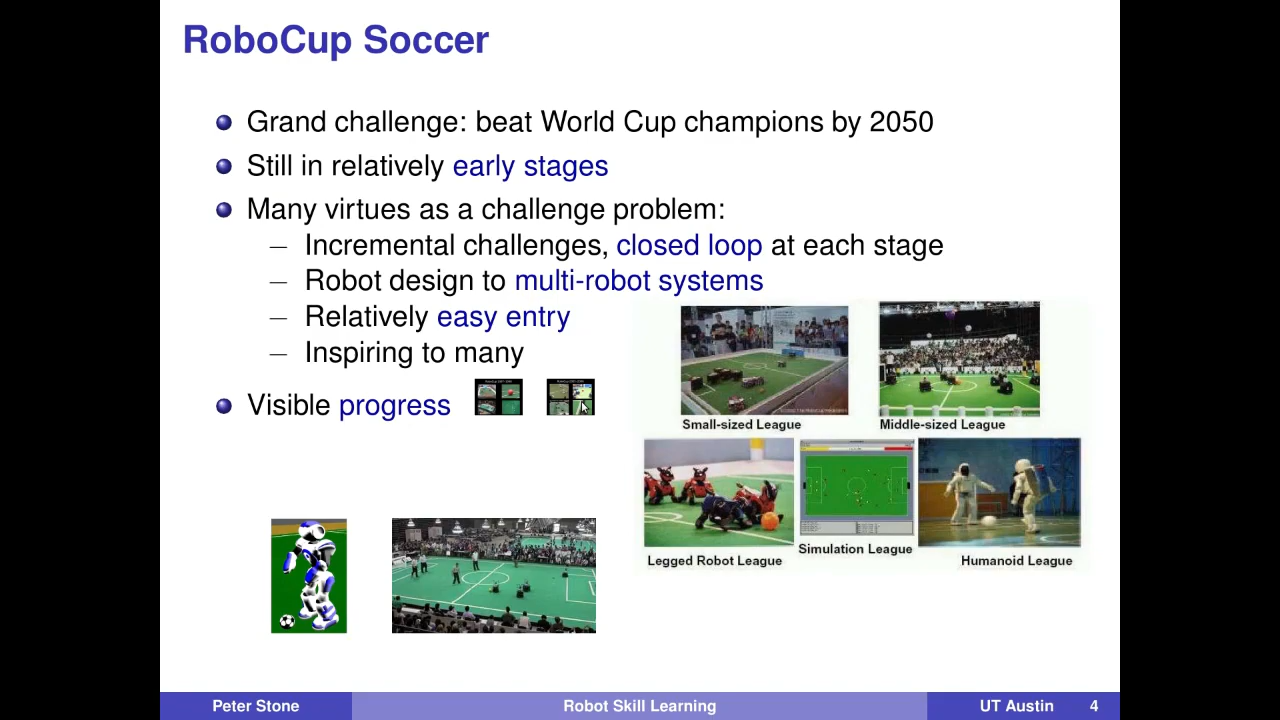 RoboCup Soccer
Grand challenge: beat World Cup champions by 2050
Still in relatively early stages
Many virtues as a challenge problem:
– Incremental challenges, closed loop at each stage
– Robot design to multi-robot systems
– Relatively easy entry
– Inspiring to many
Visible progress
Small-sized League
Middle-sized League
Legged Robot League
Simulation League
Humanoid League
Peter Stone
Robot Skill Learning
UT Austin
4